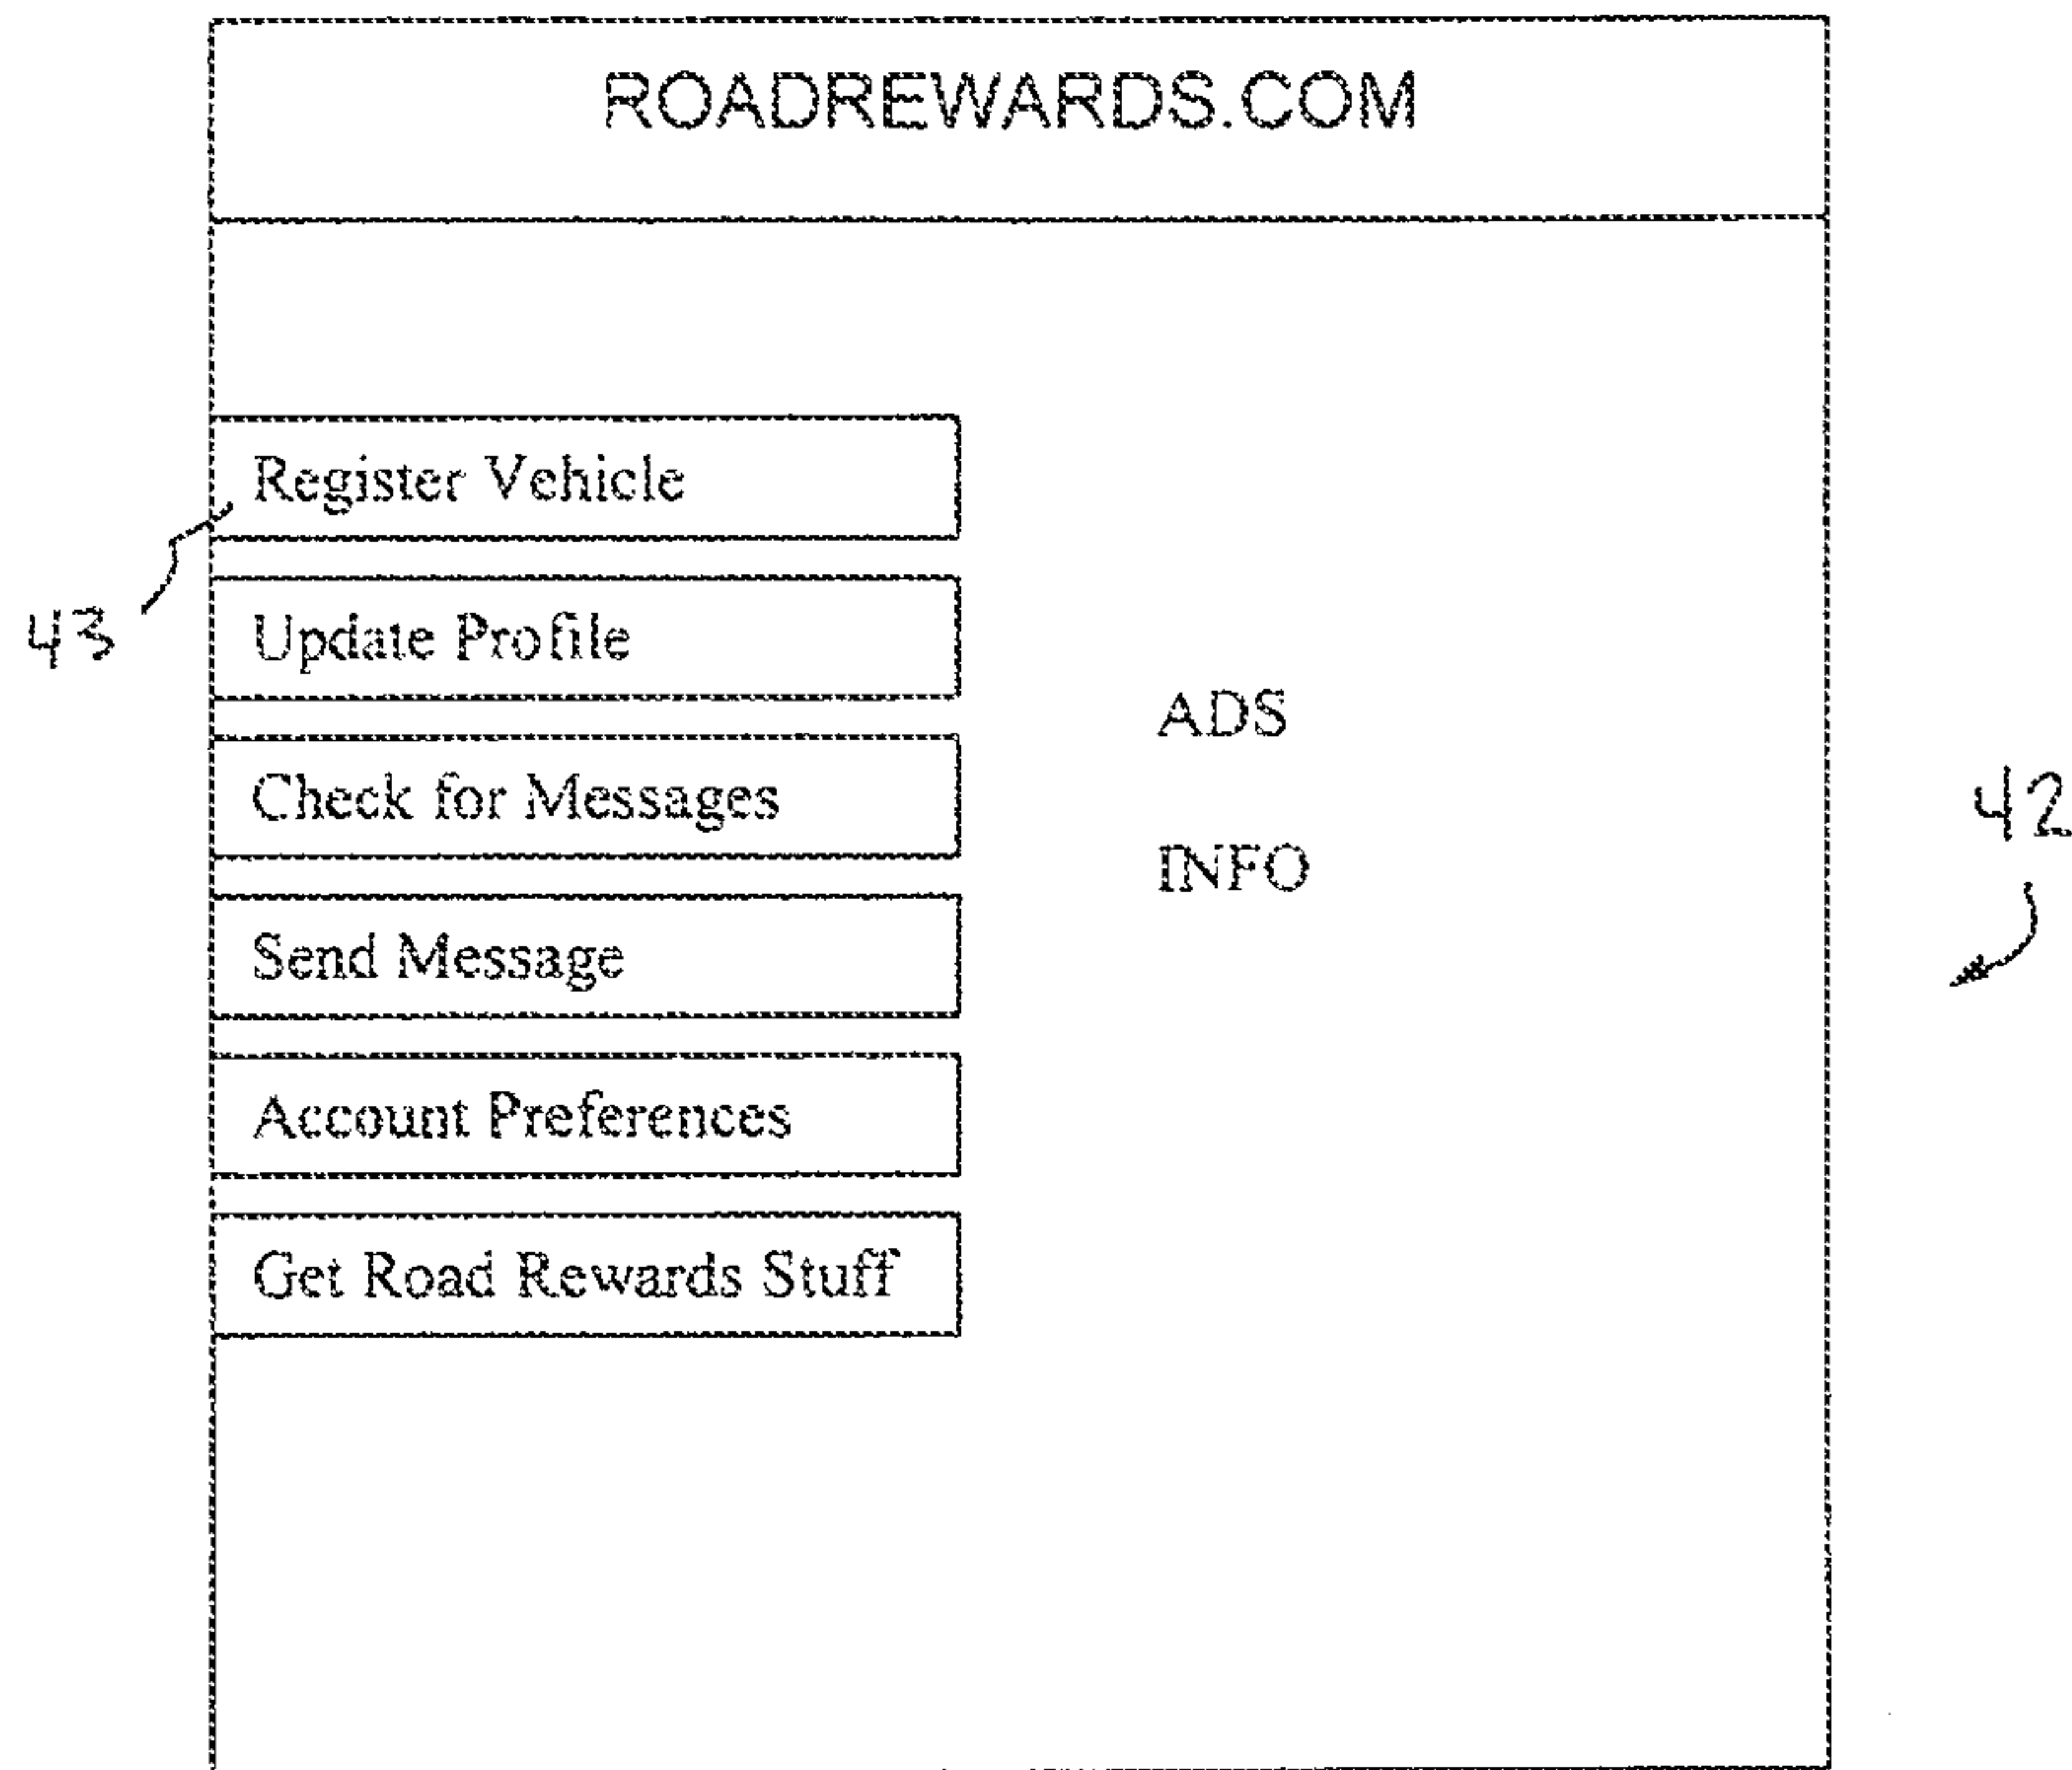 ROADREWARDS.COM
Register Vehicle
43
Update Profile
Check for Messages
Send Message
Account Preferences
Get Road Rewards Stuff
ADS
INFO
42